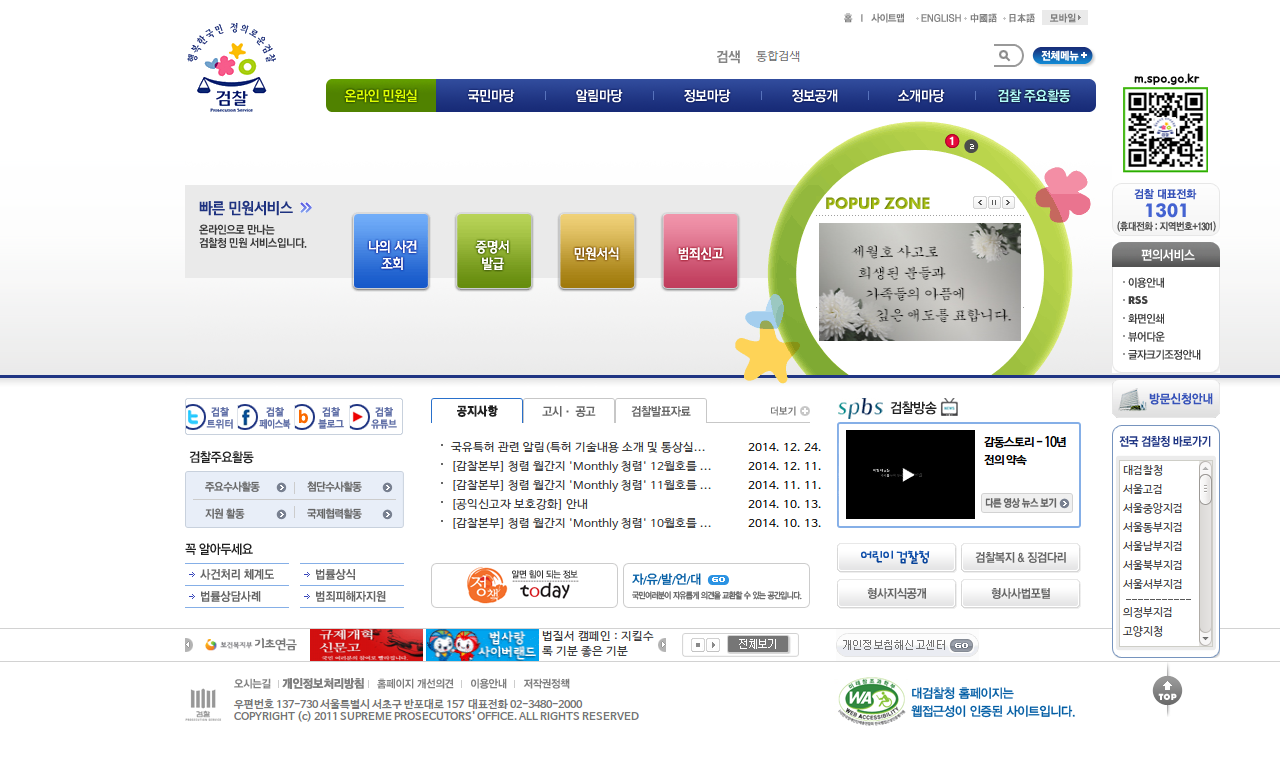 홈 | 사이트맵 · ENGLISH · 中國語 · 日本語 모바일
행복한국민 정의로운검찰
검찰
Prosecution Service
검색 통합검색 전체메뉴 +
온라인 민원실 국민마당 알림마당 정보마당 정보공개 소개마당 검찰 주요활동
m.spo.go.kr
검찰 대표전화
1301
(휴대전화 : 지역번호+1301)
편의서비스
· 이용안내
· RSS
· 화면인쇄
· 뷰어다운
· 글자크기조정안내
방문신청안내
전국 검찰청 바로가기
대검찰청
서울고검
서울중앙지검
서울동부지검
서울남부지검
서울북부지검
서울서부지검
-----------
의정부지검
고양지청
TOP
빠른 민원서비스
온라인으로 만나는
검찰청 민원 서비스입니다.
나의 사건
조회
증명서
발급
민원서식
범죄신고
1 2
POPUP ZONE
세월호 사고로
희생된 분들과
가족들의 아픔에
깊은 애도를 표합니다.
검찰
트위터
검찰
페이스북
검찰
블로그
검찰
유튜브
검찰주요활동
주요수사활동 첨단수사활동
지원 활동 국제협력활동
꼭 알아두세요
사건처리 체계도 법률상식
법률상담사례 범죄피해자지원
공지사항 고시 · 공고 검찰발표자료 더보기
· 국유특허 관련 알림(특허 기술내용 소개 및 통상실... 2014. 12. 24.
· [감찰본부] 청렴 월간지 'Monthly 청렴' 12월호를 ... 2014. 12. 11.
· [감찰본부] 청렴 월간지 'Monthly 청렴' 11월호를 ... 2014. 11. 11.
· [공익신고자 보호강화] 안내 2014. 10. 13.
· [감찰본부] 청렴 월간지 'Monthly 청렴' 10월호를 ... 2014. 10. 13.
정책
알면 힘이 되는 정보
today
자/유/발/언/대 GO
국민여러분이 자유롭게 의견을 교환할 수 있는 공간입니다.
spbs 검찰방송
감동스토리 - 10년
전의 약속
다른 영상 뉴스 보기
어린이 검찰청 검찰복지 & 징검다리
형사지식공개 형사사법포털
보건복지부 기초연금
규제개혁
신문고
법사랑
사이버랜드
법질서 캠페인 : 지킬수
록 기분 좋은 기분
전체보기
개인정보침해신고센터 GO
오시는길 | 개인정보처리방침 | 홈페이지 개선의견 | 이용안내 | 저작권정책
검찰
우편번호 137-730 서울특별시 서초구 반포대로 157 대표전화 02-3480-2000
COPYRIGHT (c) 2011 SUPREME PROSECUTORS' OFFICE. ALL RIGHTS RESERVED
WA
WEB ACCESSIBILITY
대검찰청 홈페이지는
웹접근성이 인증된 사이트입니다.